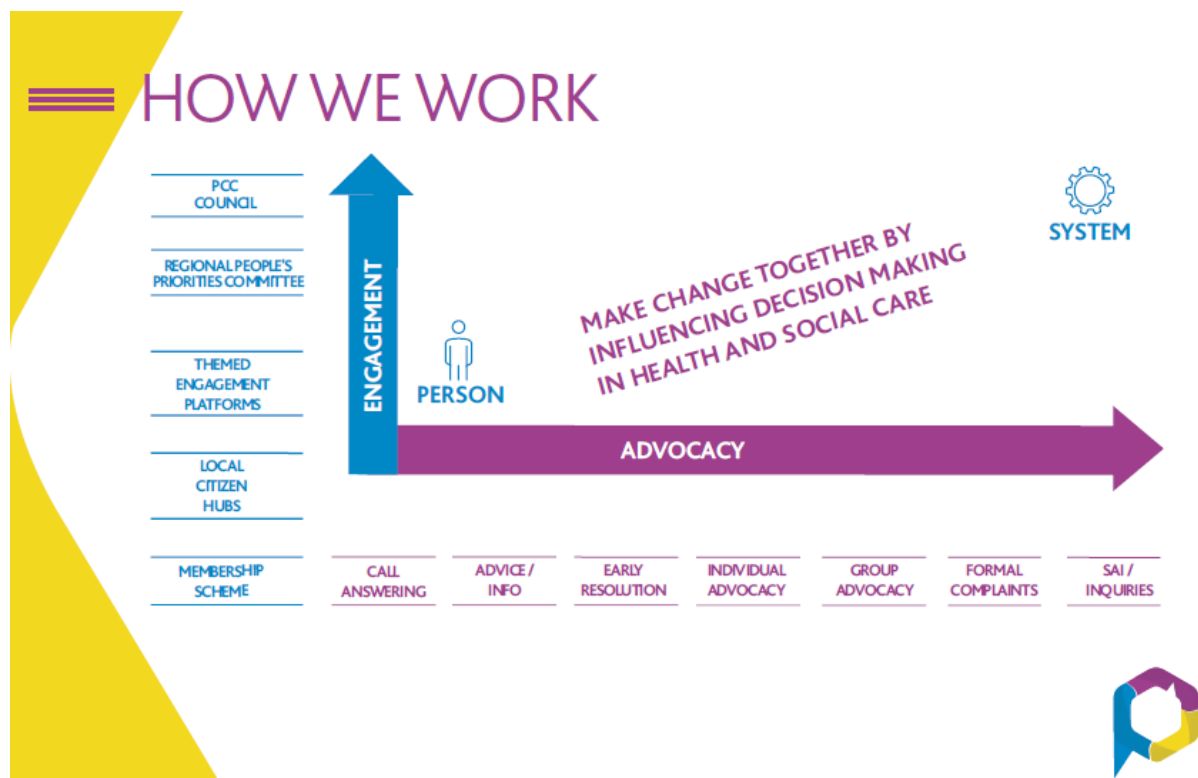 HOW WE WORK
PCC
COUNCIL
REGIONAL PEOPLE'S
PRIORITIES COMMITTEE
THEMED
ENGAGEMENT
PLATFORMS
LOCAL
CITIZEN
HUBS
MEMBERSHIP
SCHEME
ENGAGEMENT
PERSON
MAKE CHANGE TOGETHER BY
INFLUENCING DECISION MAKING
IN HEALTH AND SOCIAL CARE
SYSTEM
ADVOCACY
CALL
ANSWERING
ADVICE /
INFO
EARLY
RESOLUTION
INDIVIDUAL
ADVOCACY
GROUP
ADVOCACY
FORMAL
COMPLAINTS
SAI /
INQUIRIES